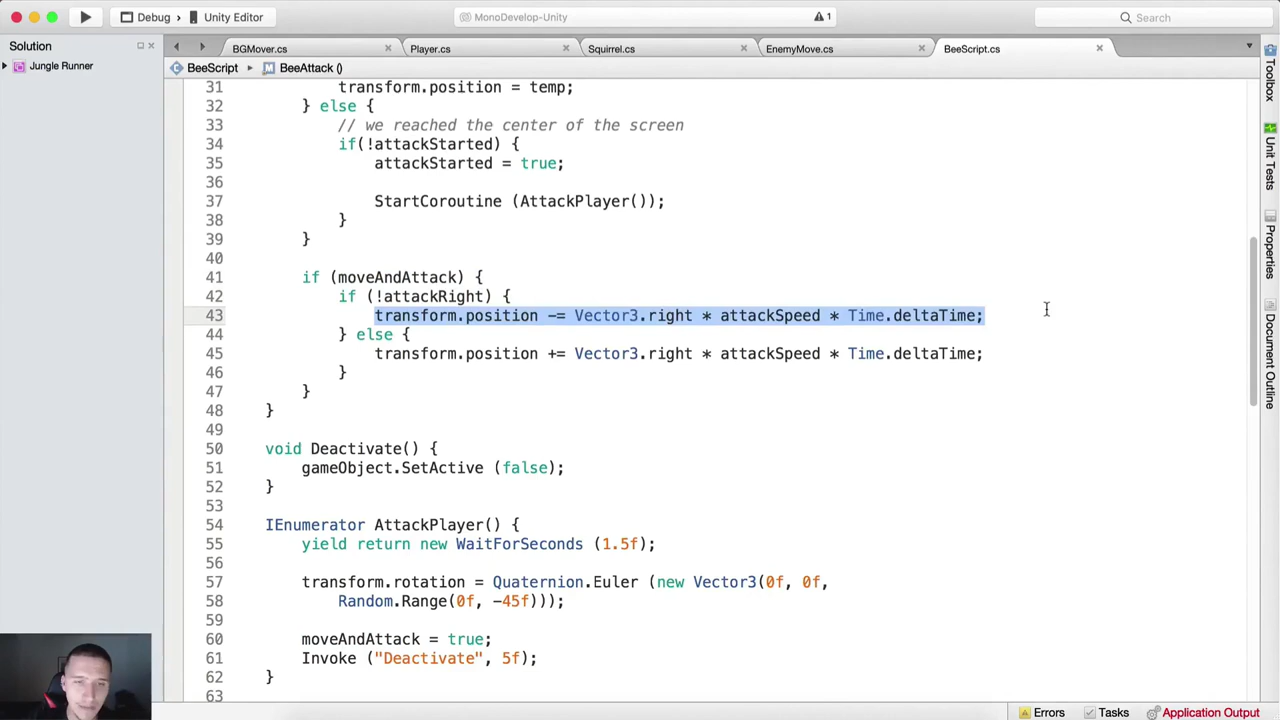 Debug > Unity Editor
MonoDevelop-Unity
1
Search
Solution
Jungle Runner
BGMover.cs
Player.cs
Squirrel.cs
EnemyMove.cs
BeeScript.cs
BeeScript
BeeAttack ()
31 transform.position = temp;
32 } else {
33 // we reached the center of the screen
34 if(!attackStarted) {
35 attackStarted = true;
36
37 StartCoroutine (AttackPlayer());
38 }
39 }
40
41 if (moveAndAttack) {
42 if (!attackRight) {
43 transform.position -= Vector3.right * attackSpeed * Time.deltaTime;
44 } else {
45 transform.position += Vector3.right * attackSpeed * Time.deltaTime;
46 }
47 }
48 }
49
50 void Deactivate() {
51 gameObject.SetActive (false);
52 }
53
54 IEnumerator AttackPlayer() {
55 yield return new WaitForSeconds (1.5f);
56
57 transform.rotation = Quaternion.Euler (new Vector3(0f, 0f,
58 Random.Range(0f, -45f)));
59
60 moveAndAttack = true;
61 Invoke ("Deactivate", 5f);
62 }
63
Toolbox
Unit Tests
Properties
Document Outline
Errors
Tasks
Application Output